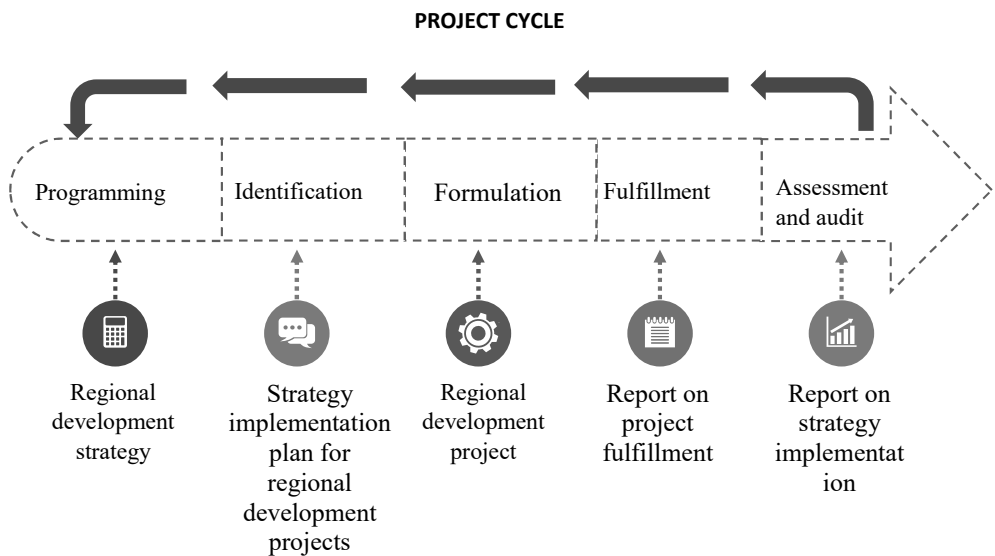 PROJECT CYCLE
Programming
Identification
Formulation
Fulfillment
Assessment
and audit
Regional
development
strategy
Strategy
implementation
plan for
regional
development
projects
Regional
development
project
Report on
project
fulfillment
Report on
strategy
implementat
ion